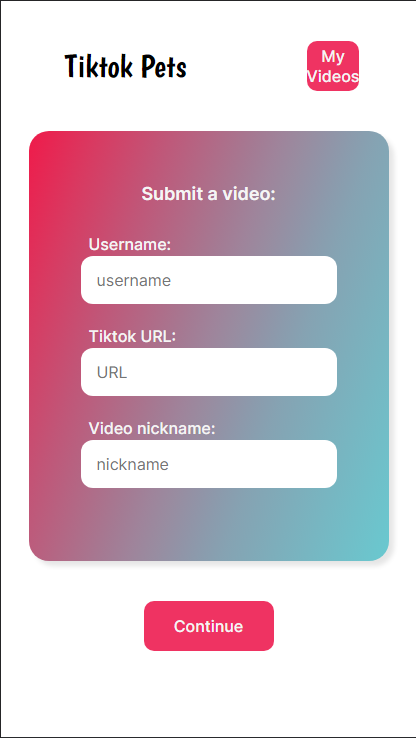 Tiktok Pets
My
Videos
Submit a video:
Username:
username
Tiktok URL:
URL
Video nickname:
nickname
Continue